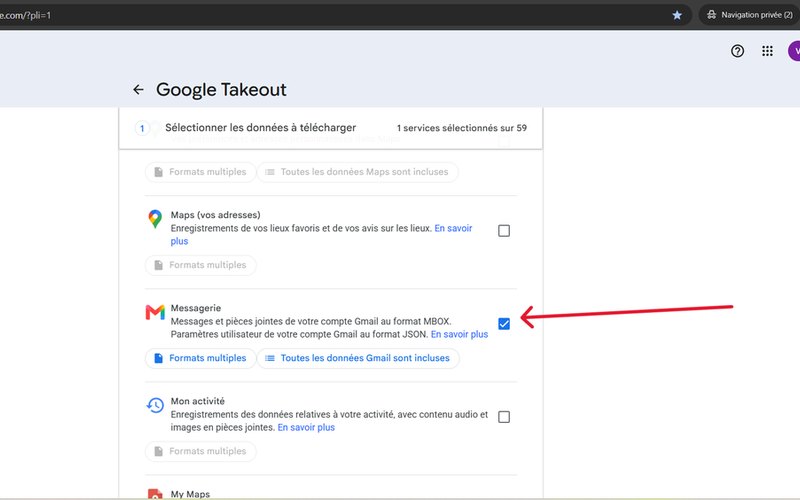 e.com/?pli=1
Navigation privée (2)
V
Google Takeout
1 Sélectionner les données à télécharger 1 services sélectionnés sur 59
Formats multiples Toutes les données Maps sont incluses
Maps (vos adresses)
Enregistrements de vos lieux favoris et de vos avis sur les lieux. En savoir
plus
Formats multiples
Messagerie
Messages et pièces jointes de votre compte Gmail au format MBOX.
Paramètres utilisateur de votre compte Gmail au format JSON. En savoir plus
Formats multiples Toutes les données Gmail sont incluses
Mon activité
Enregistrements des données relatives à votre activité, avec contenu audio et
images en pièces jointes. En savoir plus
Formats multiples
My Maps